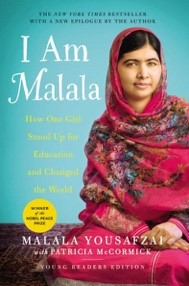 THE NEW YORK TIMES BESTSELLER
WITH A NEW EPILOGUE BY THE AUTHOR
I Am
Malala
How One Girl
Stood Up for
Education
and Changed
the World
WINNER
OF THE
NOBEL PEACE
PRIZE
MALALA YOUSAFZAI
with PATRICIA McCORMICK
YOUNG READERS EDITION